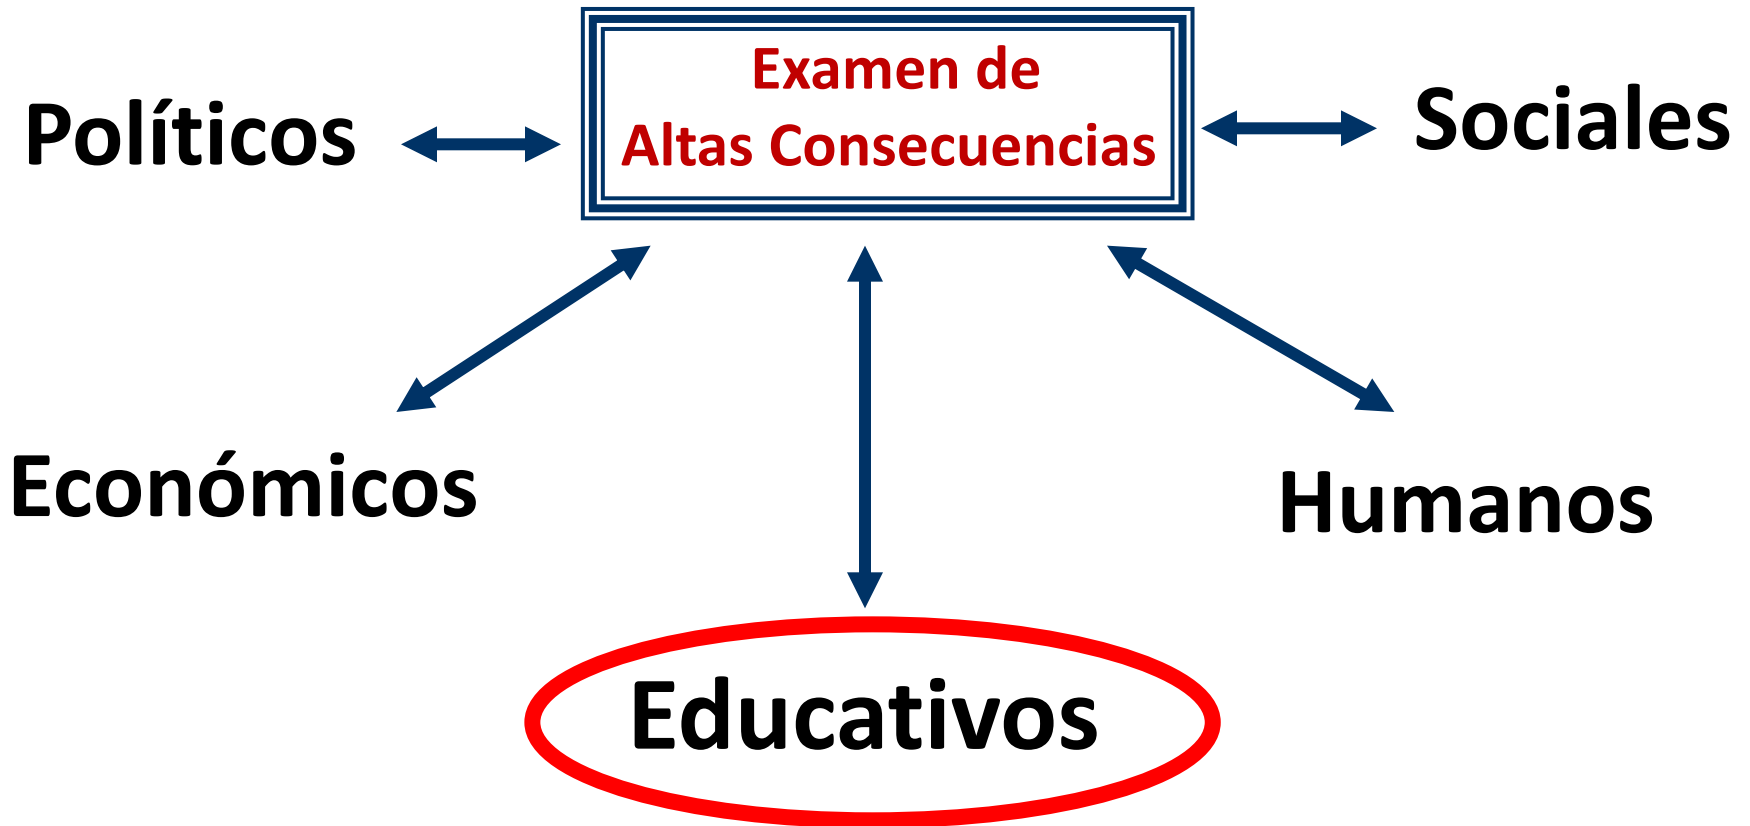 Examen de
Altas Consecuencias
Políticos
Sociales
Económicos
Humanos
Educativos